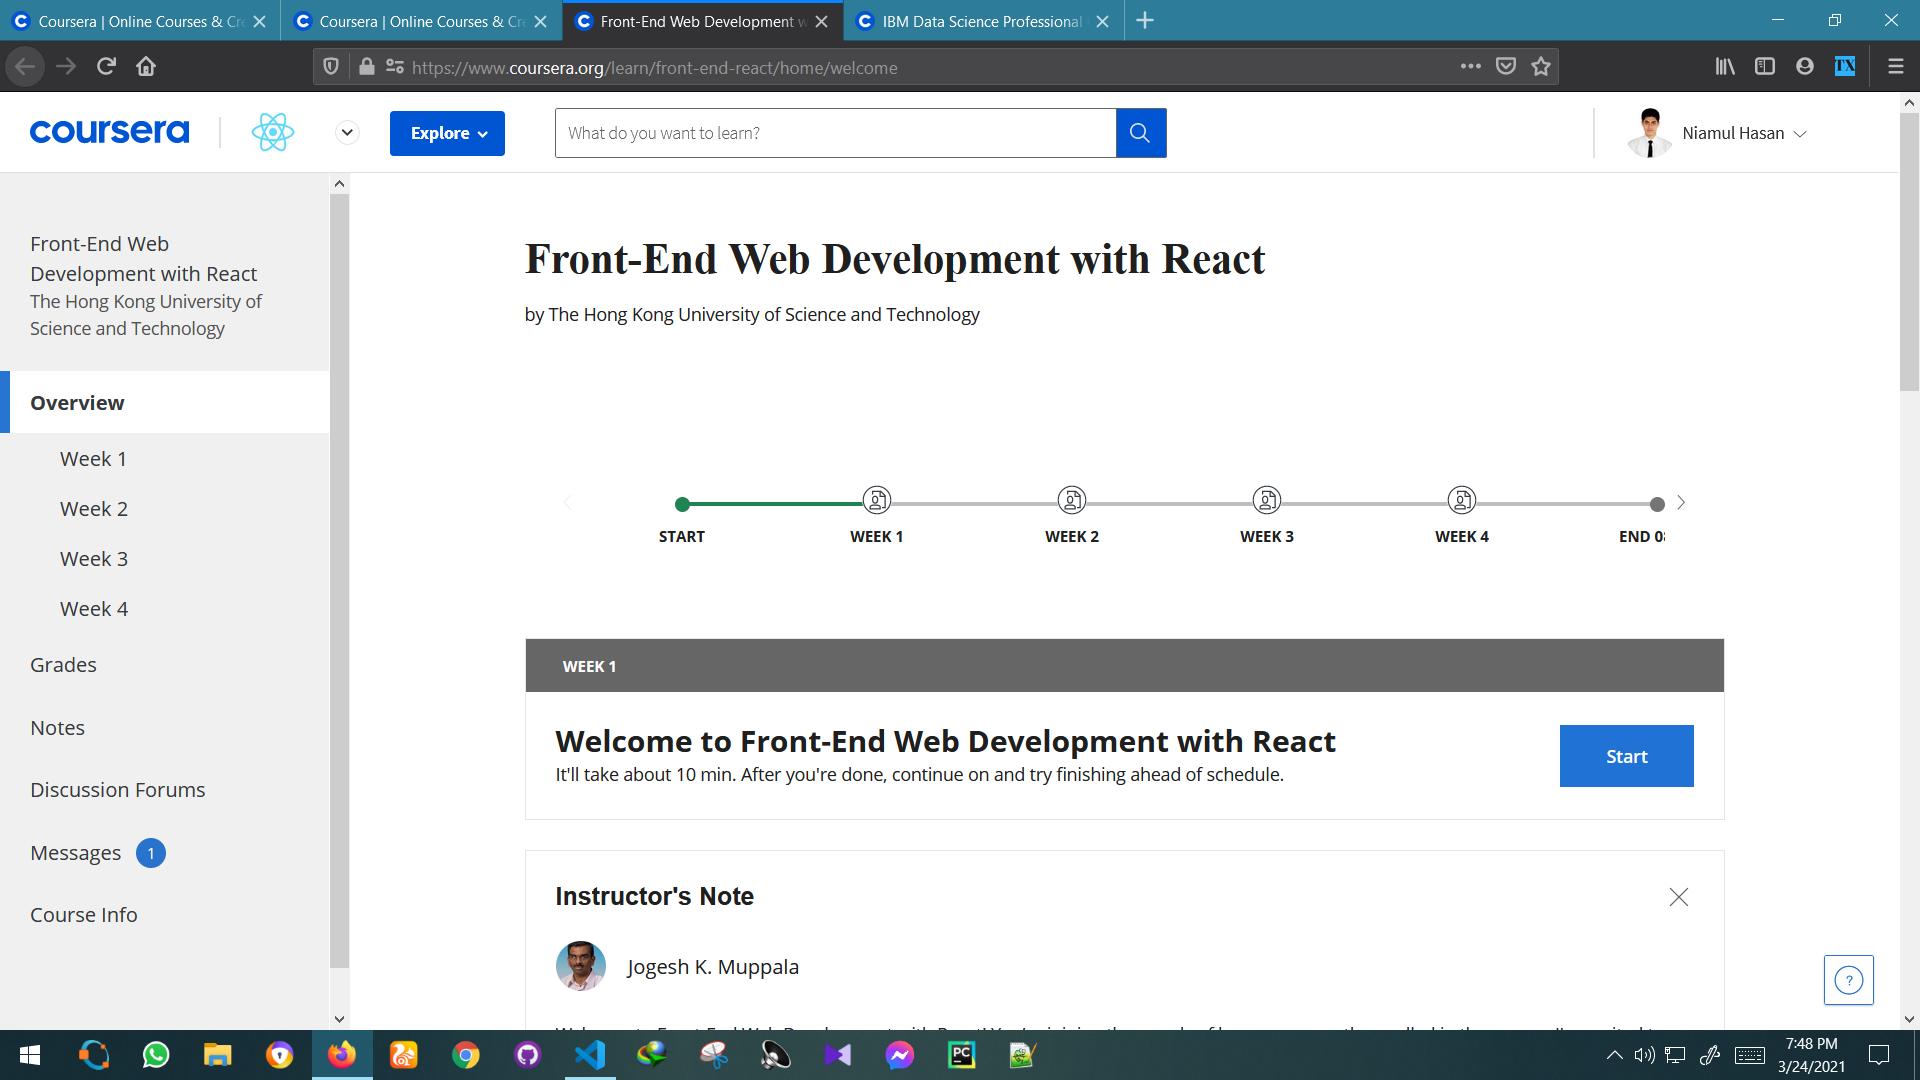 Coursera | Online Courses & Cre
Coursera | Online Courses & Cre
Front-End Web Development w
IBM Data Science Professional
https://www.coursera.org/learn/front-end-react/home/welcome
TX
coursera
Explore
What do you want to learn?
Niamul Hasan
Front-End Web
Development with React
The Hong Kong University of
Science and Technology
Overview
Week 1
Week 2
Week 3
Week 4
Grades
Notes
Discussion Forums
Messages 1
Course Info
Front-End Web Development with React
by The Hong Kong University of Science and Technology
START WEEK 1 WEEK 2 WEEK 3 WEEK 4 END
WEEK 1
Welcome to Front-End Web Development with React
It'll take about 10 min. After you're done, continue on and try finishing ahead of schedule.
Start
Instructor's Note
Jogesh K. Muppala
?
PC
7:48 PM
3/24/2021